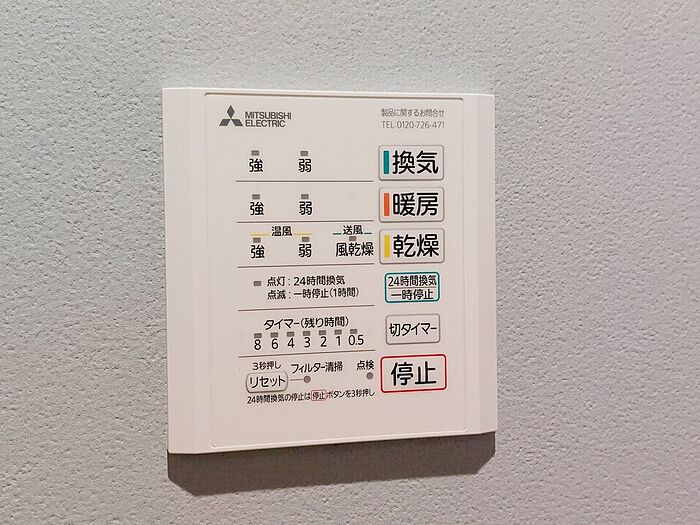 MITSUBISHI
ELECTRIC
製品に関するお問合せ
TEL:0120-726-471
強 弱 換気
強 弱 暖房
温風 送風
強 弱 風乾燥 乾燥
点灯：24時間換気
点滅：一時停止(1時間)
24時間換気
一時停止
タイマー(残り時間)
8 6 4 3 2 1 0.5
切タイマー
3秒押し
リセット フィルター清掃 点検
停止
24時間換気の停止は停止ボタンを3秒押し